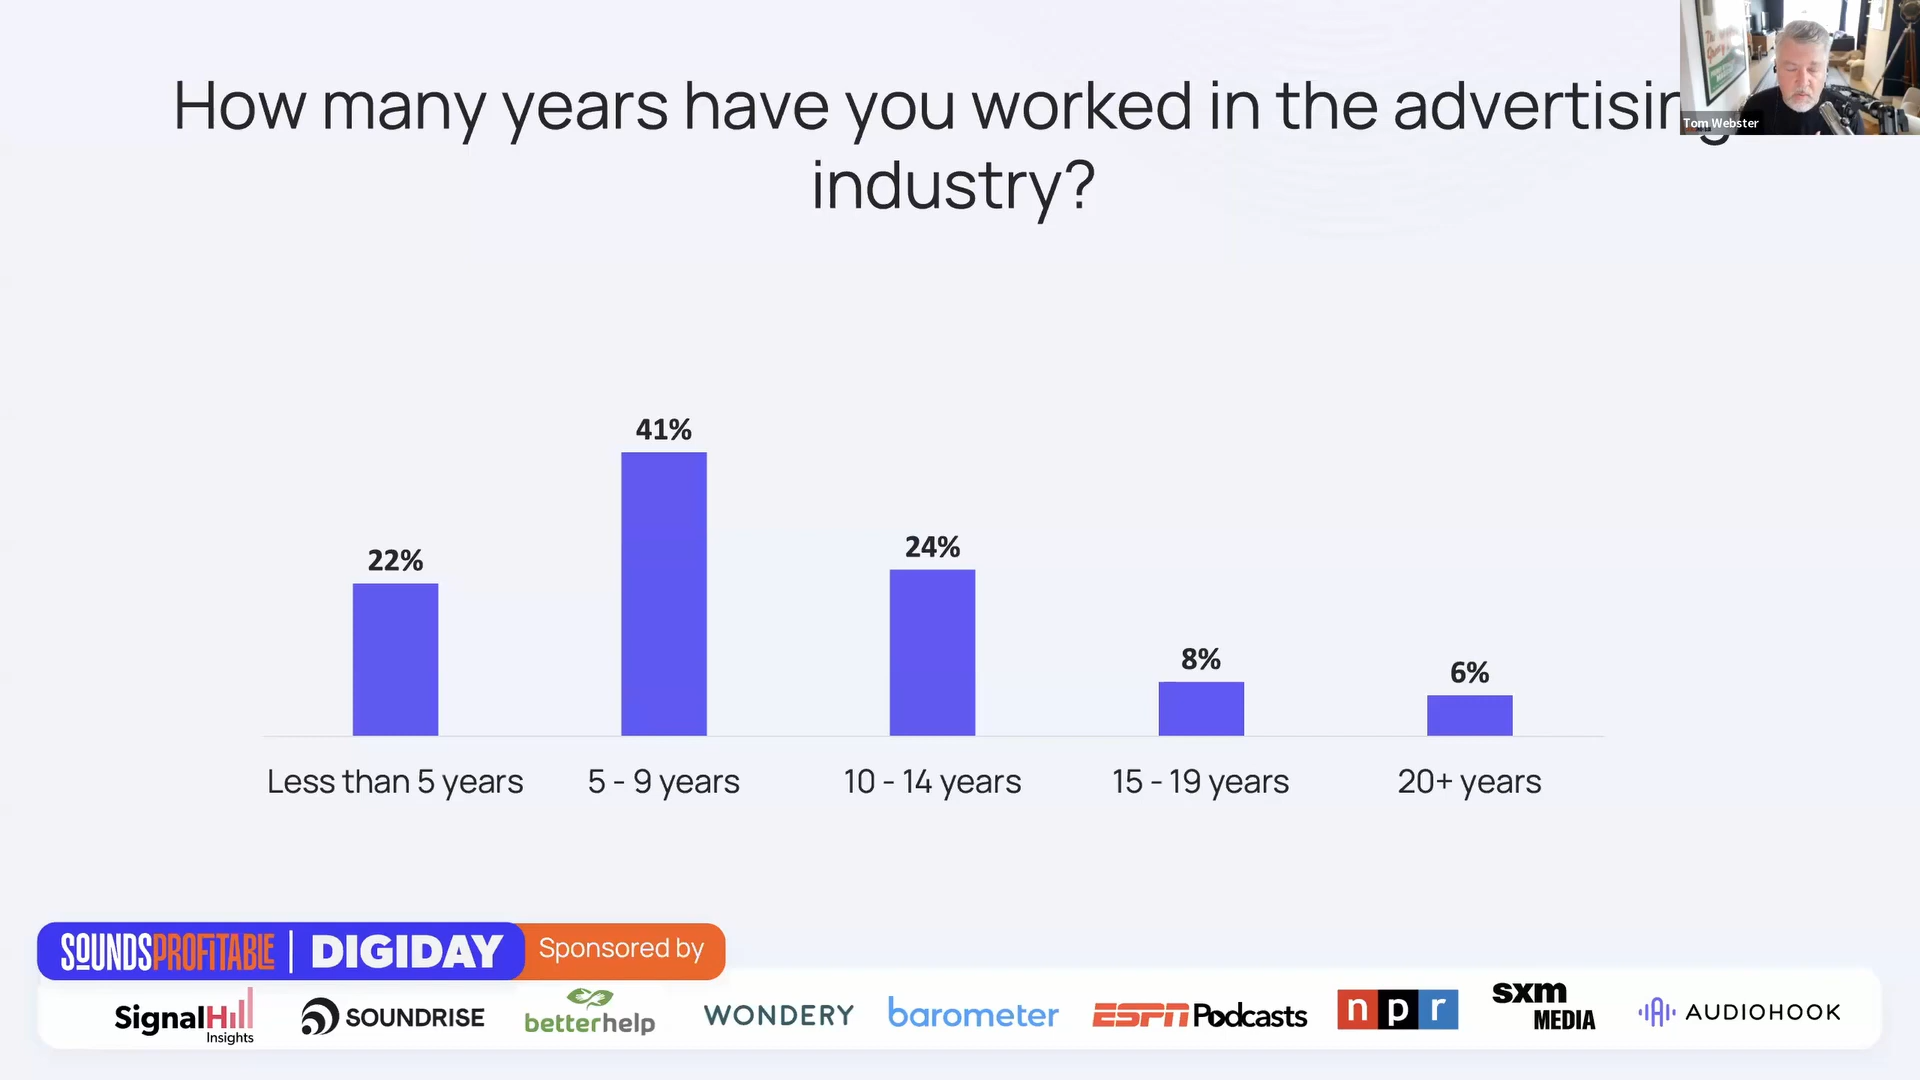 How many years have you worked in the advertising
industry?
Tom Webster
41%
24%
22%
8%
6%
Less than 5 years
5 - 9 years
10 - 14 years
15 - 19 years
20+ years
SOUNDSPROFITABLE | DIGIDAY
Sponsored by
SignalHill
Insights
SOUNDRISE
betterhelp
WONDERY
barometer
ESPN Podcasts
npr
sxm
MEDIA
AUDIOHOOK